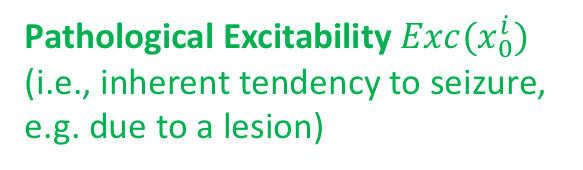 Pathological Excitability 𝐸𝑥𝑐(𝑥₀ⁱ)
(i.e., inherent tendency to seizure,
e.g. due to a lesion)